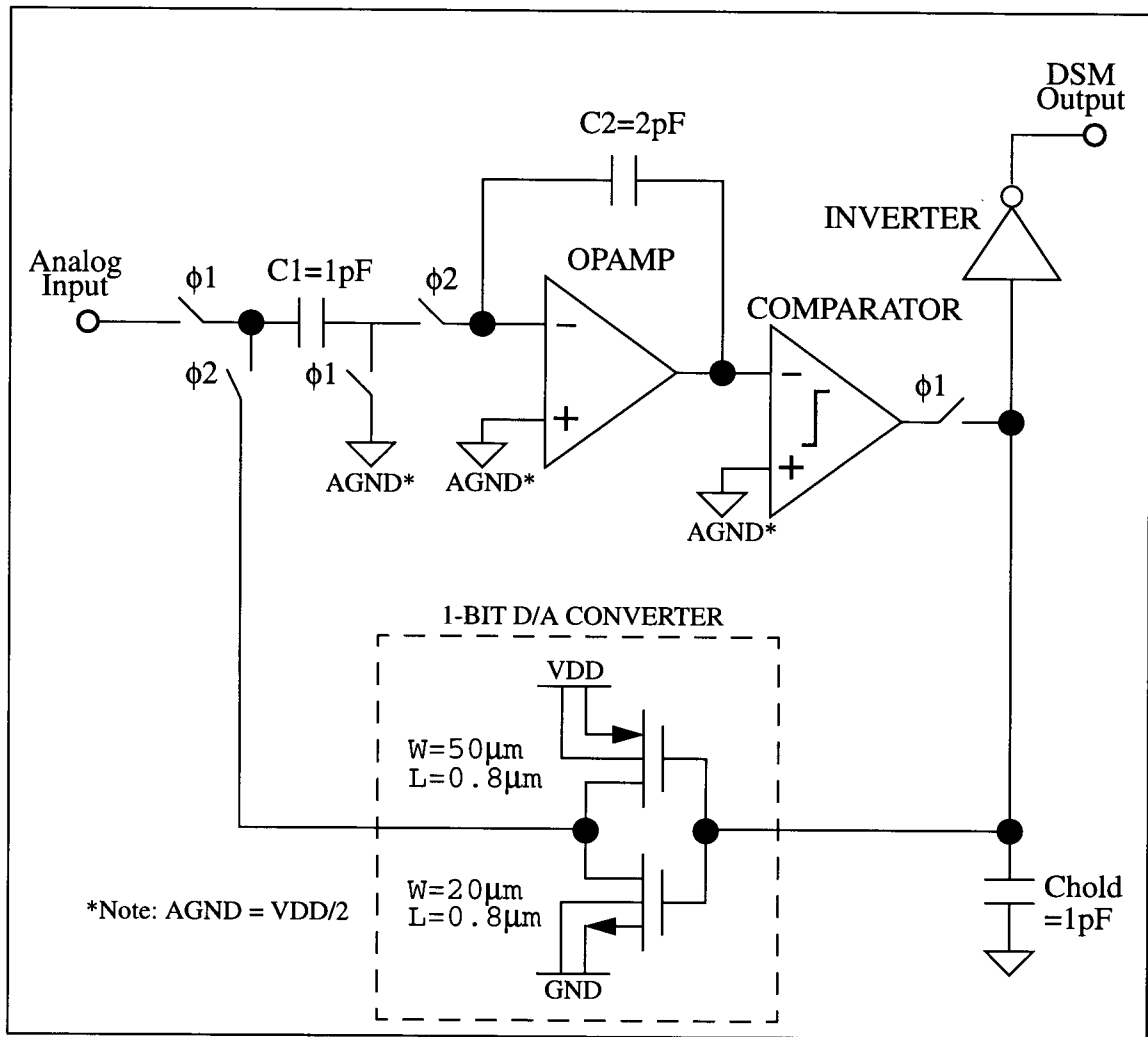 DSM
Output
C2=2pF
INVERTER
Analog
Input
ϕ1
C1=1pF
ϕ2
OPAMP
COMPARATOR
ϕ2
ϕ1
ϕ1
−
+
−
+
AGND*
AGND*
AGND*
1-BIT D/A CONVERTER
VDD
W=50µm
L=0.8µm
W=20µm
L=0.8µm
GND
*Note: AGND = VDD/2
Chold
=1pF